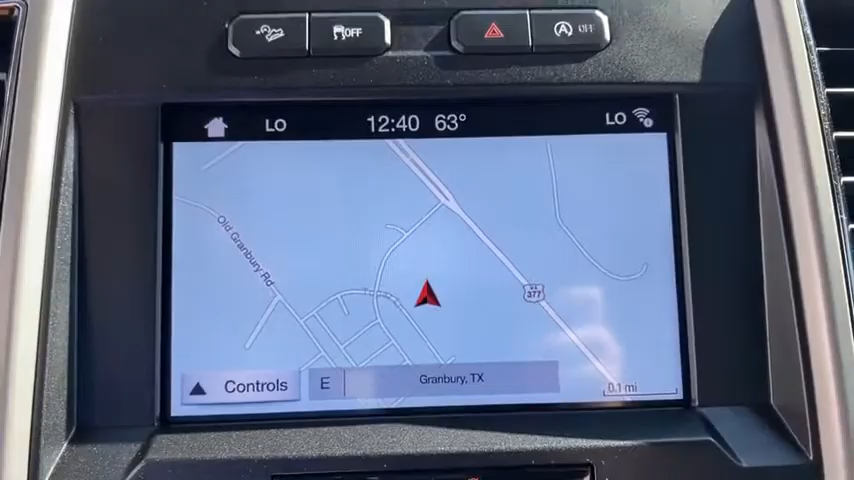 OFF
OFF
LO 12:40 63° LO
Old Granbury Rd
377
Controls E Granbury, TX
0.1 mi